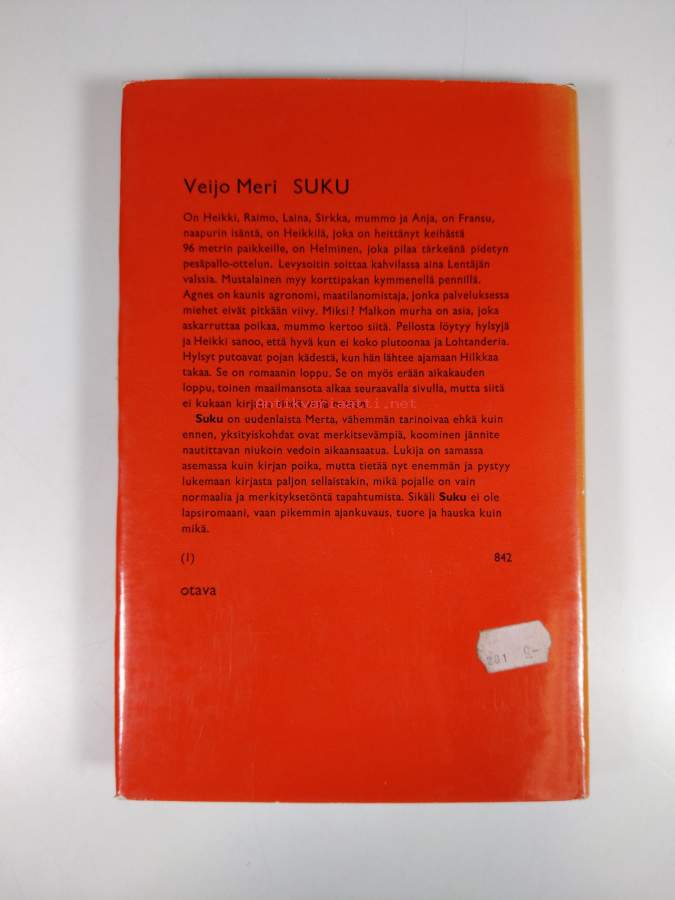 Veijo Meri SUKU
On Heikki, Raimo, Laina, Sirkka, mummo ja Anja, on Fransu,
naapurin isäntä, on Heikkilä, joka on heittänyt keihästä
96 metrin paikkeille, on Helminen, joka pilaa tärkeänä pidetyn
pesäpallo-ottelun. Levysoitin soittaa kahvilassa aina Lentäjän
valssia. Mustalainen myy korttipakan kymmenellä pennillä.
Agnes on kaunis agronomi, maatilanomistaja, jonka palveluksessa
miehet eivät pitkään viivy. Miksi? Malkon murha on asia, joka
askarruttaa poikaa, mummo kertoo siitä. Pellosta löytyy hylsyjä
ja Heikki sanoo, että hyvä kun ei koko plutoonaa ja Lohtanderia.
Hylsyt putoavat pojan kädestä, kun hän lähtee ajamaan Hilkkaa
takaa. Se on romaanin loppu. Se on myös erään aikakauden
loppu, toinen maailmansota alkaa seuraavalla sivulla, mutta siitä
ei kukaan kirjan
Antikvariaatti.net
Suku on uudenlaista Merta, vähemmän tarinoivaa ehkä kuin
ennen, yksityiskohdat ovat merkitsevämpiä, koominen jännite
nautittavan niukoin vedoin aikaansaatua. Lukija on samassa
asemassa kuin kirjan poika, mutta tietää nyt enemmän ja pystyy
lukemaan kirjasta paljon sellaistakin, mikä pojalle on vain
normaalia ja merkityksetöntä tapahtumista. Sikäli Suku ei ole
lapsiromaani, vaan pikemmin ajankuvaus, tuore ja hauska kuin
mikä.
(1) 842
otava
201